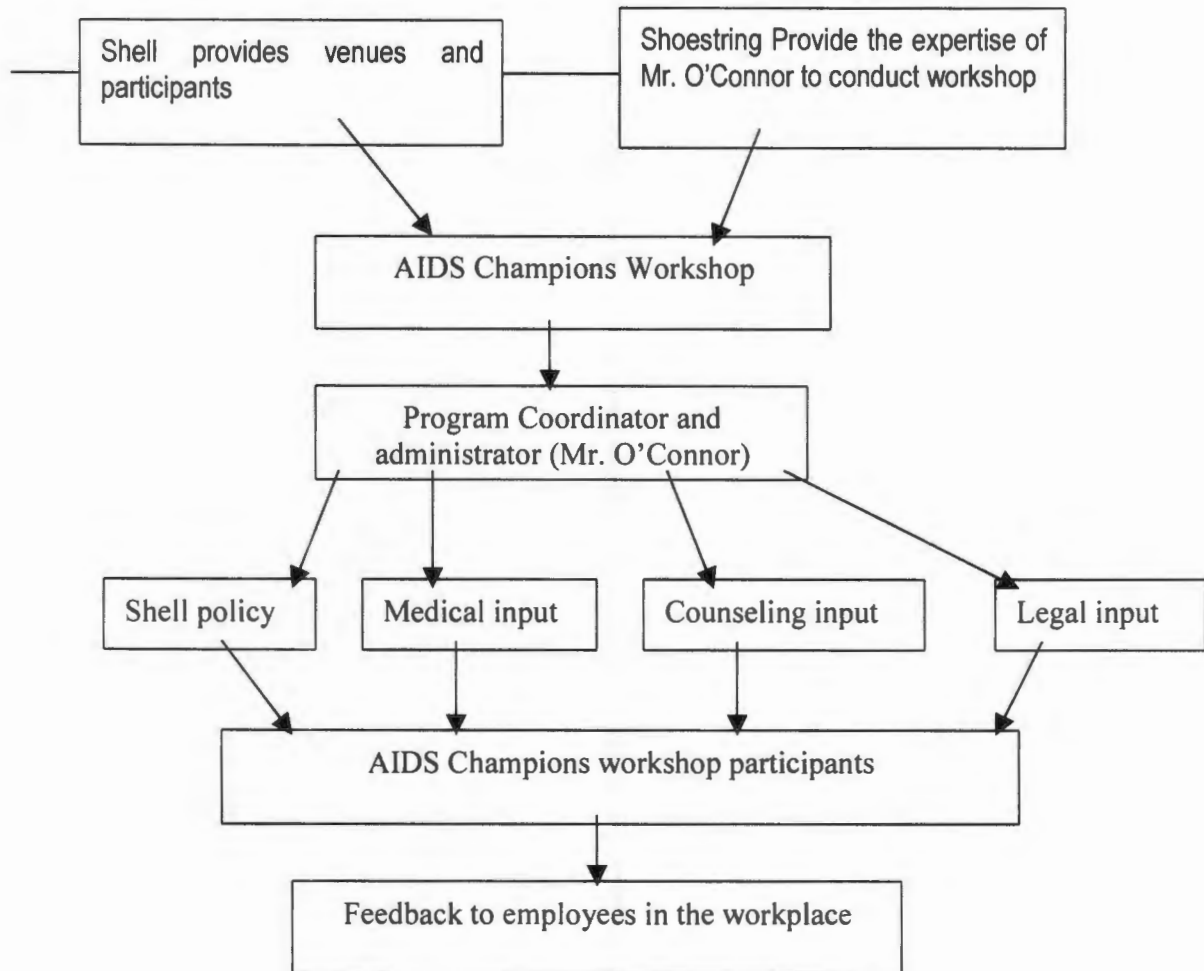 Shell provides venues and
participants
Shoestring Provide the expertise of
Mr. O'Connor to conduct workshop
AIDS Champions Workshop
Program Coordinator and
administrator (Mr. O'Connor)
Shell policy
Medical input
Counseling input
Legal input
AIDS Champions workshop participants
Feedback to employees in the workplace